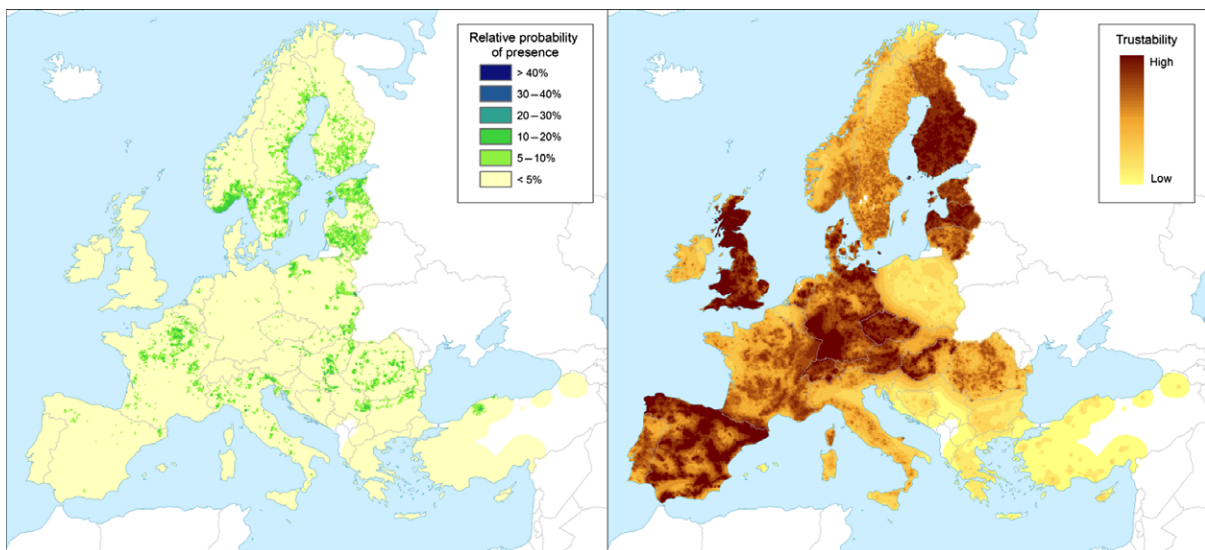 Relative probability
of presence
> 40%
30–40%
20–30%
10–20%
5–10%
< 5%
Trustability
High
Low